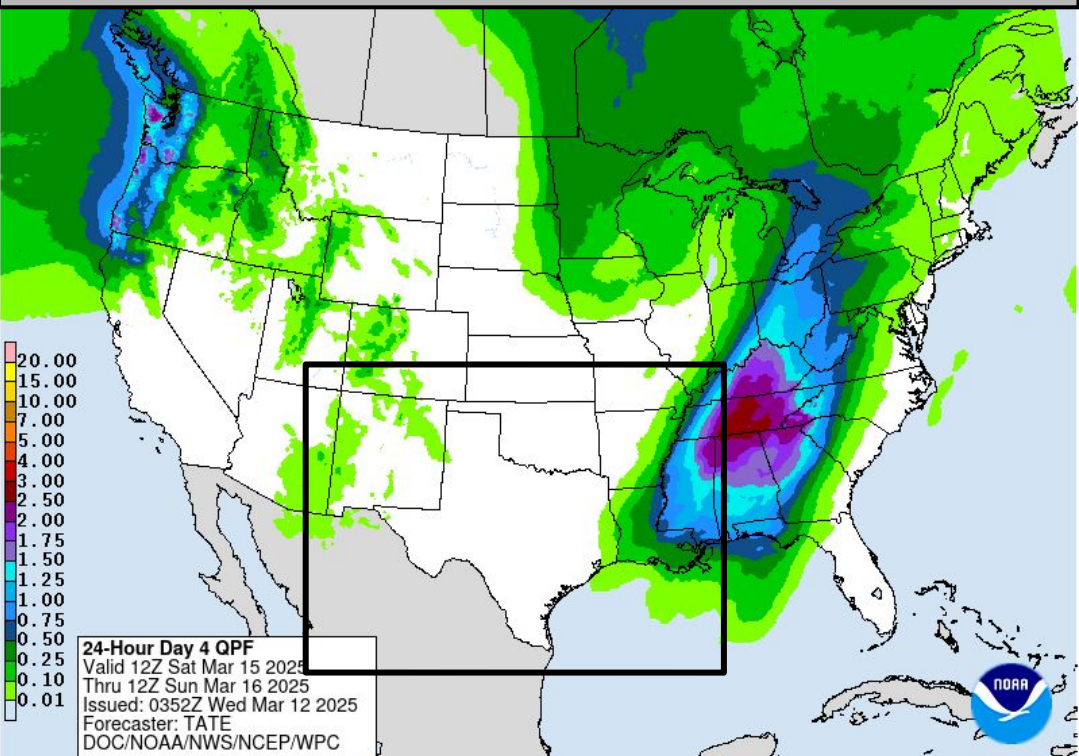 20.00
15.00
10.00
7.00
5.00
4.00
3.00
2.50
2.00
1.75
1.50
1.25
1.00
0.75
0.50
0.25
0.10
0.01
24-Hour Day 4 QPF
Valid 12Z Sat Mar 15 2025
Thru 12Z Sun Mar 16 2025
Issued: 0352Z Wed Mar 12 2025
Forecaster: TATE
DOC/NOAA/NWS/NCEP/WPC
NOAA